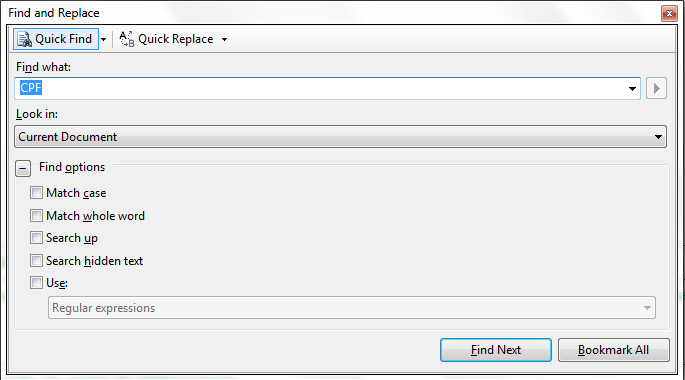 Find and Replace
Quick Find Quick Replace
Find what:
CPF
Look in:
Current Document
Find options
Match case
Match whole word
Search up
Search hidden text
Use:
Regular expressions
Find Next Bookmark All